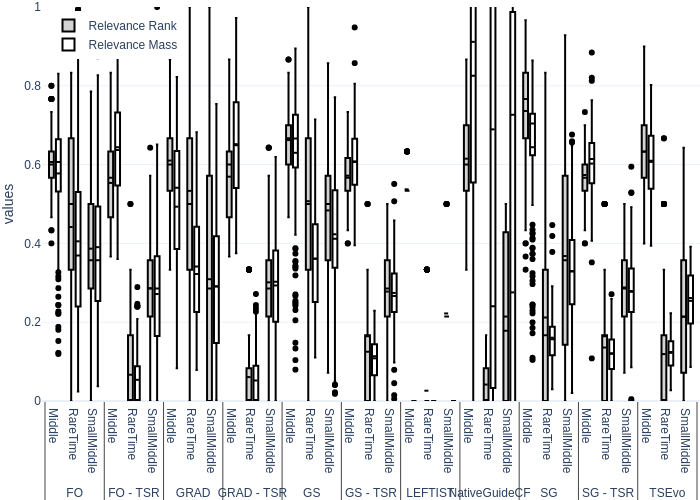 1
Relevance Rank
Relevance Mass
0.8
0.6
values
0.4
0.2
0
Middle RareTime SmallMiddle Middle RareTime SmallMiddle Middle RareTime SmallMiddle Middle RareTime SmallMiddle Middle RareTime SmallMiddle Middle RareTime SmallMiddle Middle RareTime SmallMiddle Middle RareTime SmallMiddle Middle RareTime SmallMiddle Middle RareTime SmallMiddle Middle RareTime SmallMiddle
FO FO - TSR GRAD GRAD - TSR GS GS - TSR LEFTIST NativeGuideCF SG SG - TSR TSEvo